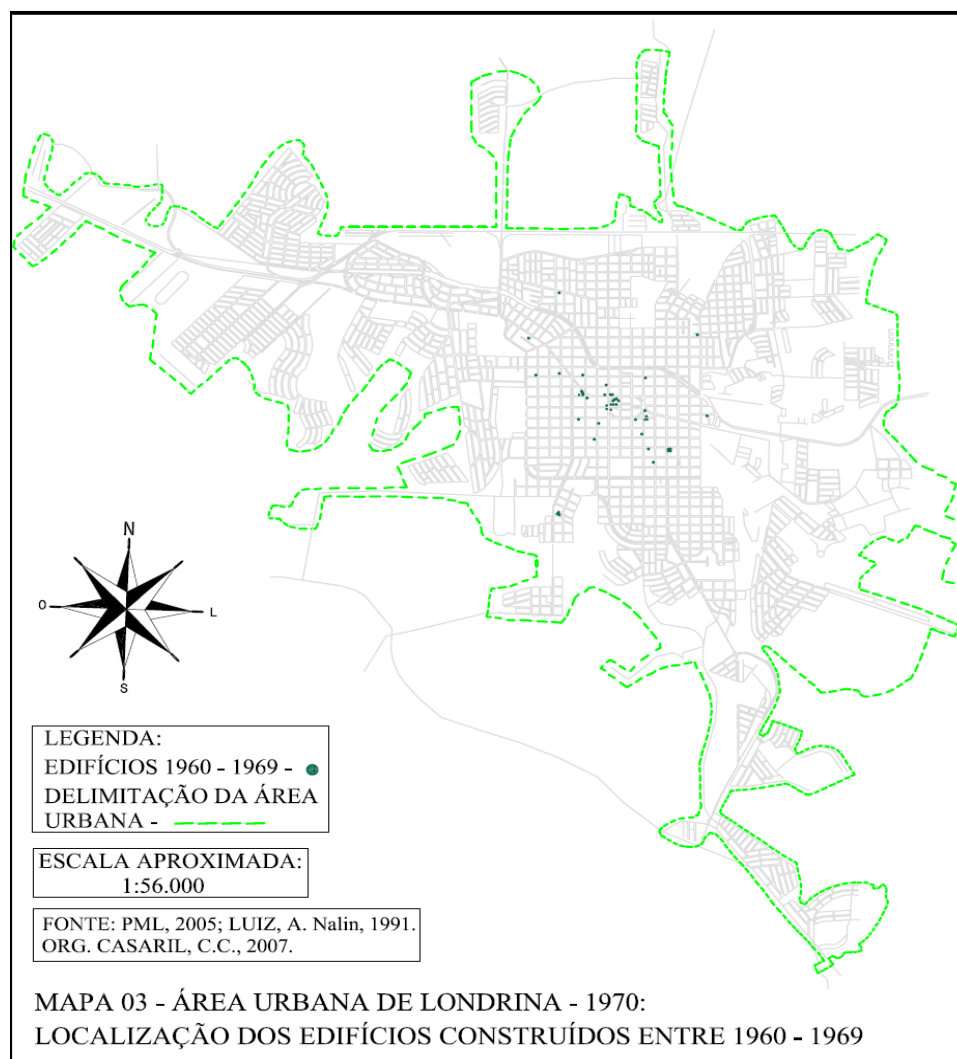 N
O
L
S
LEGENDA:
EDIFÍCIOS 1960 - 1969 -
DELIMITAÇÃO DA ÁREA
URBANA -
ESCALA APROXIMADA:
1:56.000
FONTE: PML, 2005; LUIZ, A. Nalin, 1991.
ORG. CASARIL, C.C., 2007.
MAPA 03 - ÁREA URBANA DE LONDRINA - 1970:
LOCALIZAÇÃO DOS EDIFÍCIOS CONSTRUÍDOS ENTRE 1960 - 1969